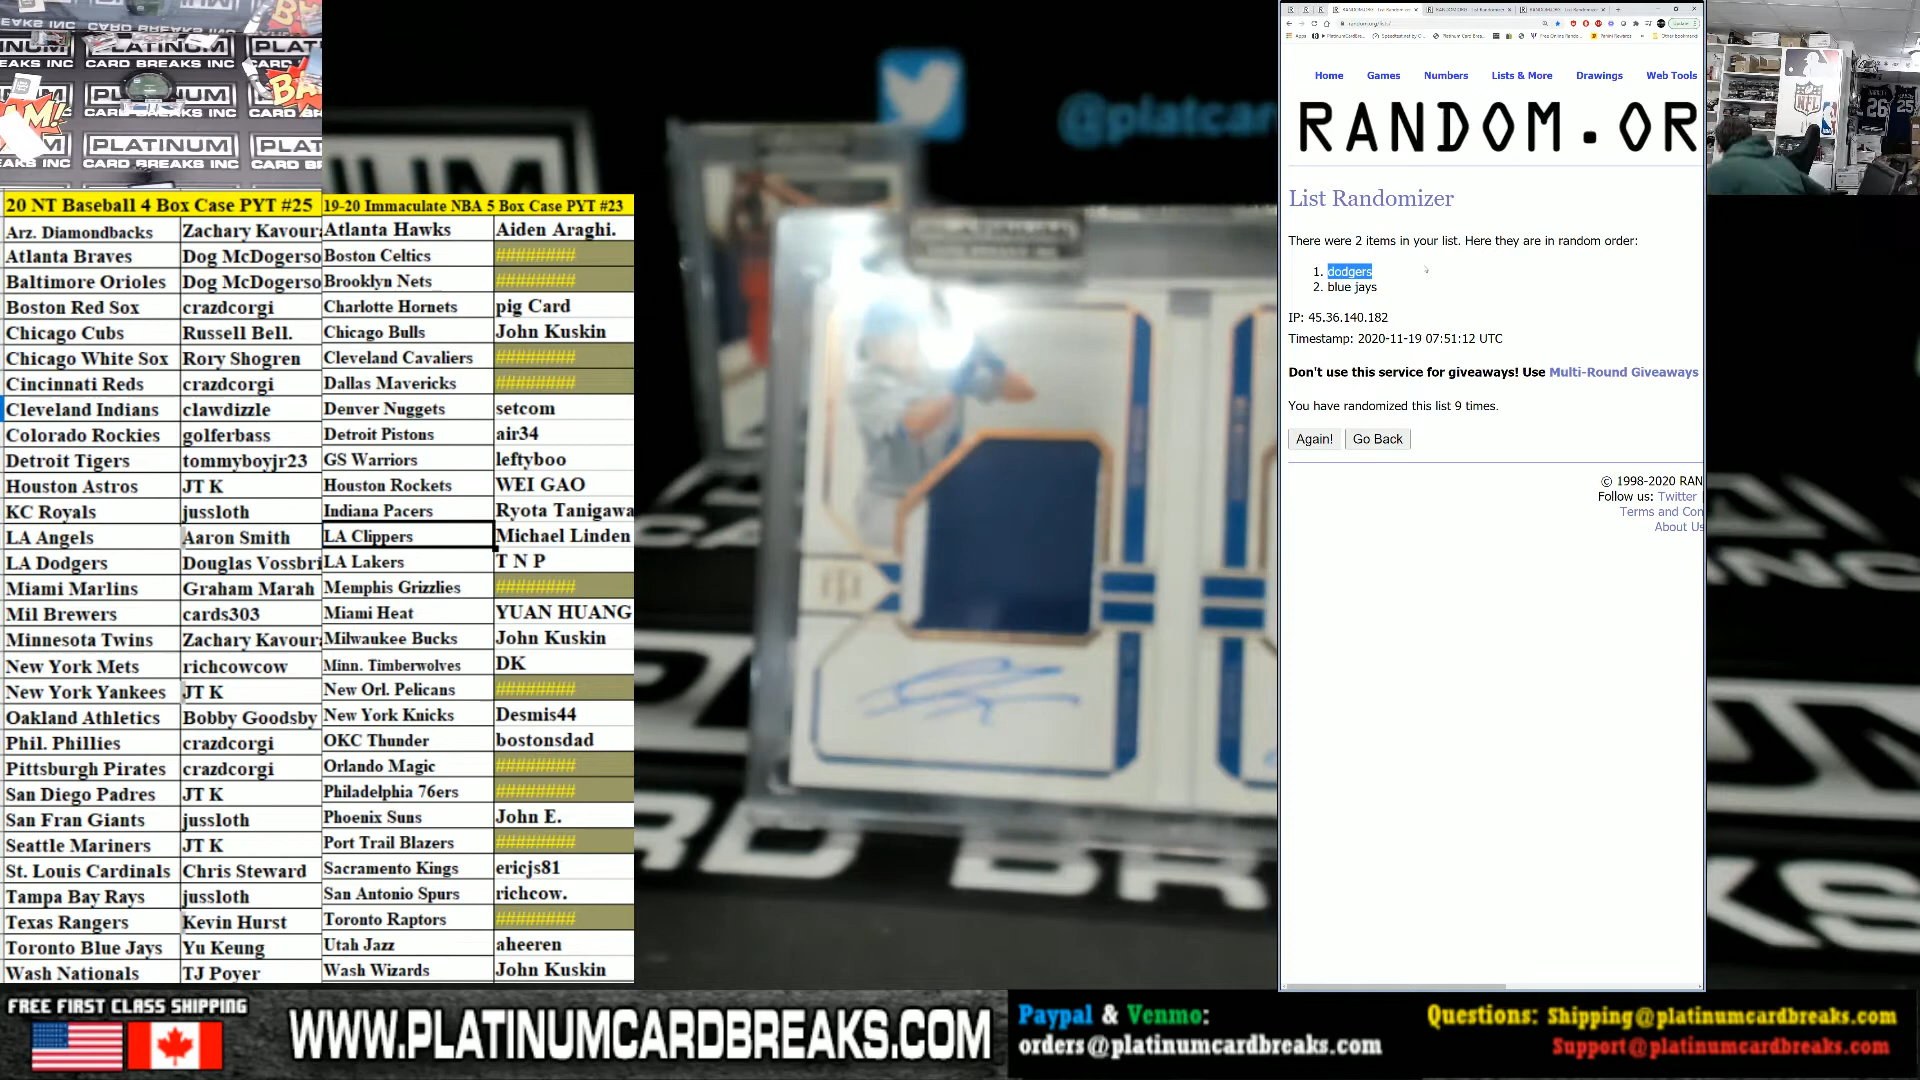 20 NT Baseball 4 Box Case PYT #25
Arz. Diamondbacks Zachary Kavour
Atlanta Braves Dog McDogerso
Baltimore Orioles Dog McDogerso
Boston Red Sox crazdcorgi
Chicago Cubs Russell Bell.
Chicago White Sox Rory Shogren
Cincinnati Reds crazdcorgi
Cleveland Indians clawdizzle
Colorado Rockies golferbass
Detroit Tigers tommyboyjr23
Houston Astros JT K
KC Royals jussloth
LA Angels Aaron Smith
LA Dodgers Douglas Vossbri
Miami Marlins Graham Marah
Mil Brewers cards303
Minnesota Twins Zachary Kavour
New York Mets richcowcow
New York Yankees JT K
Oakland Athletics Bobby Goodsby
Phil. Phillies crazdcorgi
Pittsburgh Pirates crazdcorgi
San Diego Padres JT K
San Fran Giants jussloth
Seattle Mariners JT K
St. Louis Cardinals Chris Steward
Tampa Bay Rays jussloth
Texas Rangers Kevin Hurst
Toronto Blue Jays Yu Keung
Wash Nationals TJ Poyer
19-20 Immaculate NBA 5 Box Case PYT #23
Atlanta Hawks Aiden Araghi.
Boston Celtics ########
Brooklyn Nets ########
Charlotte Hornets pig Card
Chicago Bulls John Kuskin
Cleveland Cavaliers ########
Dallas Mavericks ########
Denver Nuggets setcom
Detroit Pistons air34
GS Warriors leftyboo
Houston Rockets WEI GAO
Indiana Pacers Ryota Tanigawa
LA Clippers Michael Linden
LA Lakers T N P
Memphis Grizzlies ########
Miami Heat YUAN HUANG
Milwaukee Bucks John Kuskin
Minn. Timberwolves DK
New Orl. Pelicans ########
New York Knicks Desmis44
OKC Thunder bostonsdad
Orlando Magic ########
Philadelphia 76ers ########
Phoenix Suns John E.
Port Trail Blazers ########
Sacramento Kings ericjs81
San Antonio Spurs richcow.
Toronto Raptors ########
Utah Jazz aheeren
Wash Wizards John Kuskin
PLATINUM
CARD BREAKS INC
@platcar
Home Games Numbers Lists & More Drawings Web Tools
RANDOM.OR
List Randomizer
There were 2 items in your list. Here they are in random order:
1. dodgers
2. blue jays
IP: 45.36.140.182
Timestamp: 2020-11-19 07:51:12 UTC
Don't use this service for giveaways! Use Multi-Round Giveaways
You have randomized this list 9 times.
Again! Go Back
© 1998-2020 RAN
Follow us: Twitter
Terms and Con
About Us
NFL
26
25
FREE FIRST CLASS SHIPPING
WWW.PLATINUMCARDBREAKS.COM
Paypal & Venmo:
orders@platinumcardbreaks.com
Questions: Shipping@platinumcardbreaks.com
Support@platinumcardbreaks.com